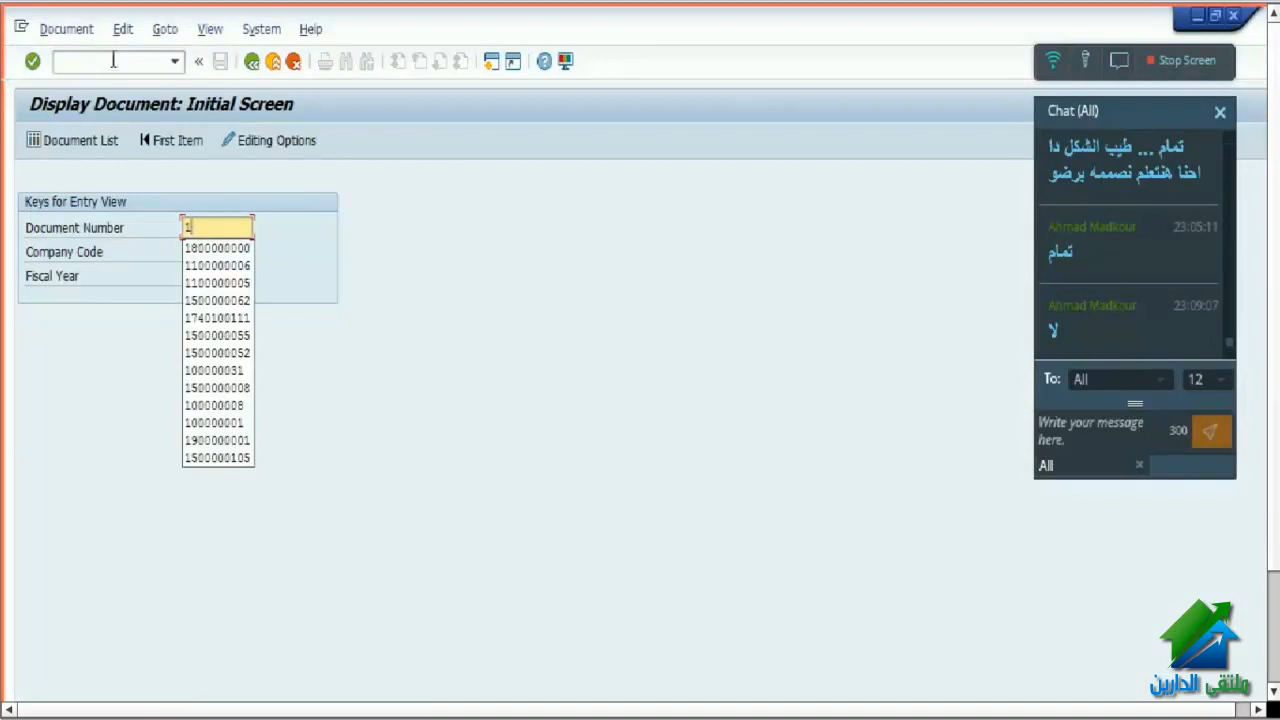 Document Edit Goto View System Help
Stop Screen
Display Document: Initial Screen
Document List First Item Editing Options
Keys for Entry View
Document Number 1
Company Code
Fiscal Year
1800000000
1100000006
1100000005
1500000062
1740100111
1500000055
1500000052
100000031
1500000008
100000008
100000001
1900000001
1500000105
Chat (All)
تمام ... طيب الشكل دا
احنا هنتعلم نصممه برضو
Ahmad Madkour 23:05:11
تمام
Ahmad Madkour 23:09:07
لا
To: All 12
Write your message
here.
300
All
ملتقى الدارين